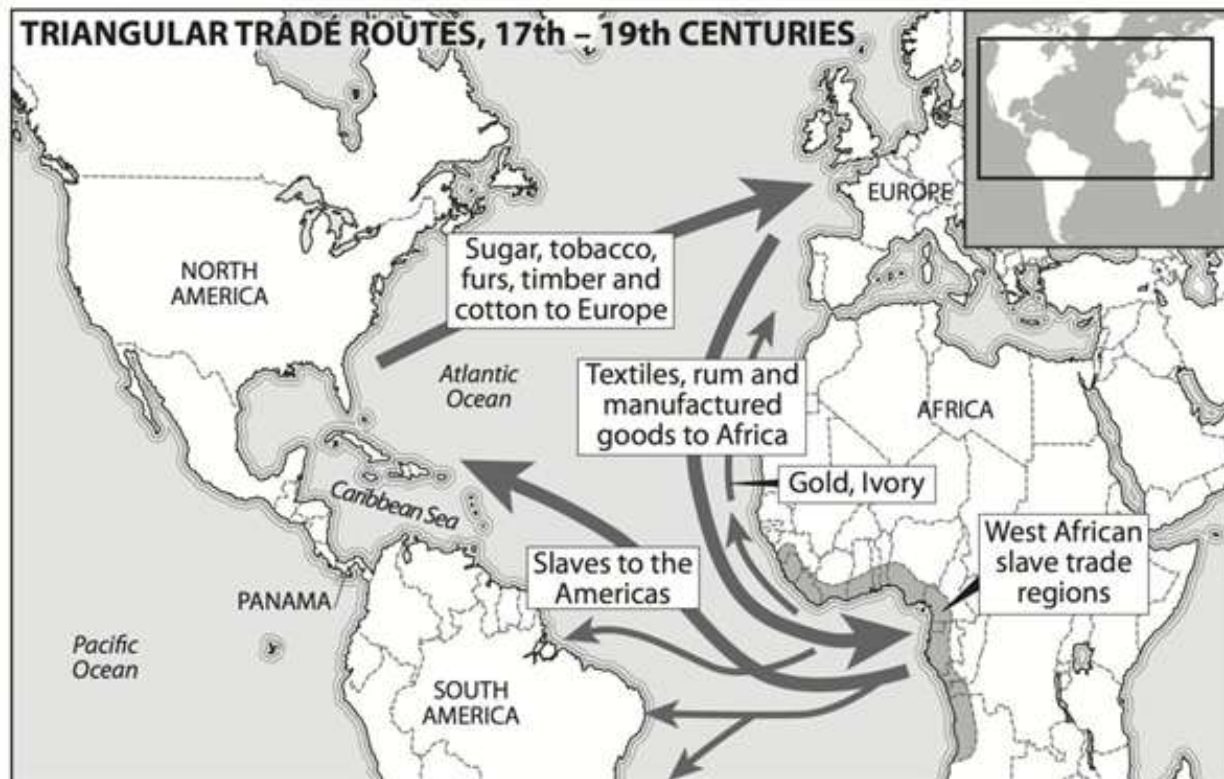 TRIANGULAR TRADE ROUTES, 17th – 19th CENTURIES
EUROPE
NORTH
AMERICA
Sugar, tobacco,
furs, timber and
cotton to Europe
Atlantic
Ocean
Textiles, rum and
manufactured
goods to Africa
AFRICA
Gold, Ivory
Caribbean Sea
West African
slave trade
regions
Slaves to the
Americas
PANAMA
Pacific
Ocean
SOUTH
AMERICA